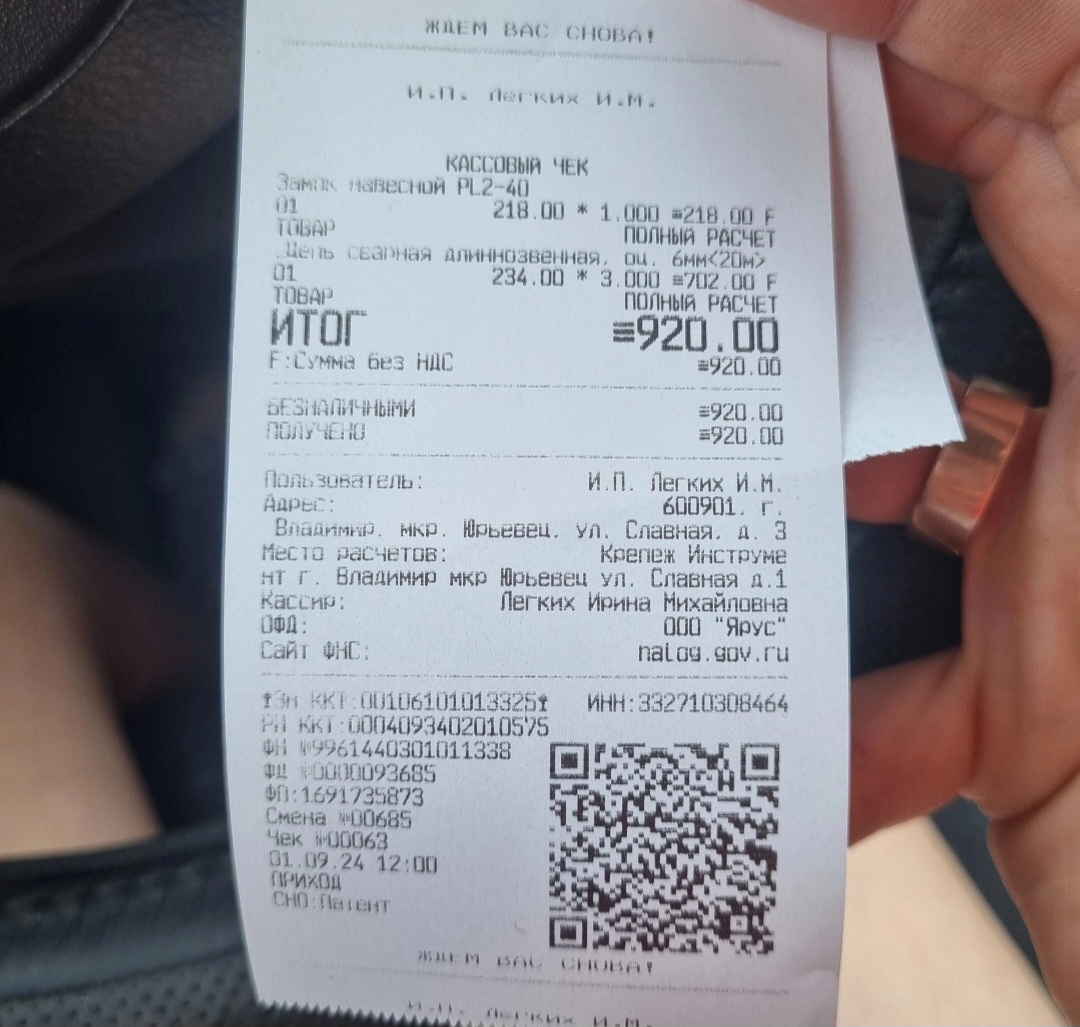 ЖДЕМ ВАС СНОВА!
И.П. Легких И.М.
КАССОВЫЙ ЧЕК
Замок навесной PL2-40
01 218.00 * 1.000 ≡218.00 F
ТОВАР ПОЛНЫЙ РАСЧЕТ
Цепь сварная длиннозвенная, оц. 6мм<20м>
01 234.00 * 3.000 ≡702.00 F
ТОВАР ПОЛНЫЙ РАСЧЕТ
ИТОГ ≡920.00
F:Сумма без НДС ≡920.00
БЕЗНАЛИЧНЫМИ ≡920.00
ПОЛУЧЕНО ≡920.00
Пользователь: И.П. Легких И.М.
Адрес: 600901, г.
Владимир, мкр. Юрьевец, ул. Славная, д. 3
Место расчетов: Крепеж Инструме
нт г. Владимир мкр Юрьевец ул. Славная д.1
Кассир: Легких Ирина Михайловна
ОФД: ООО "Ярус"
Сайт ФНС: nalog.gov.ru
Зн ККТ:00106101013325 ИНН:332710308464
РН ККТ:0004093402010575
ФН №9961440301011338
ФД №0000093685
ФП:1691735873
Смена №00685
Чек №00063
01.09.24 12:00
ПРИХОД
СНО:Патент
ЖДЕМ ВАС СНОВА!
И.П. Легких И.М.